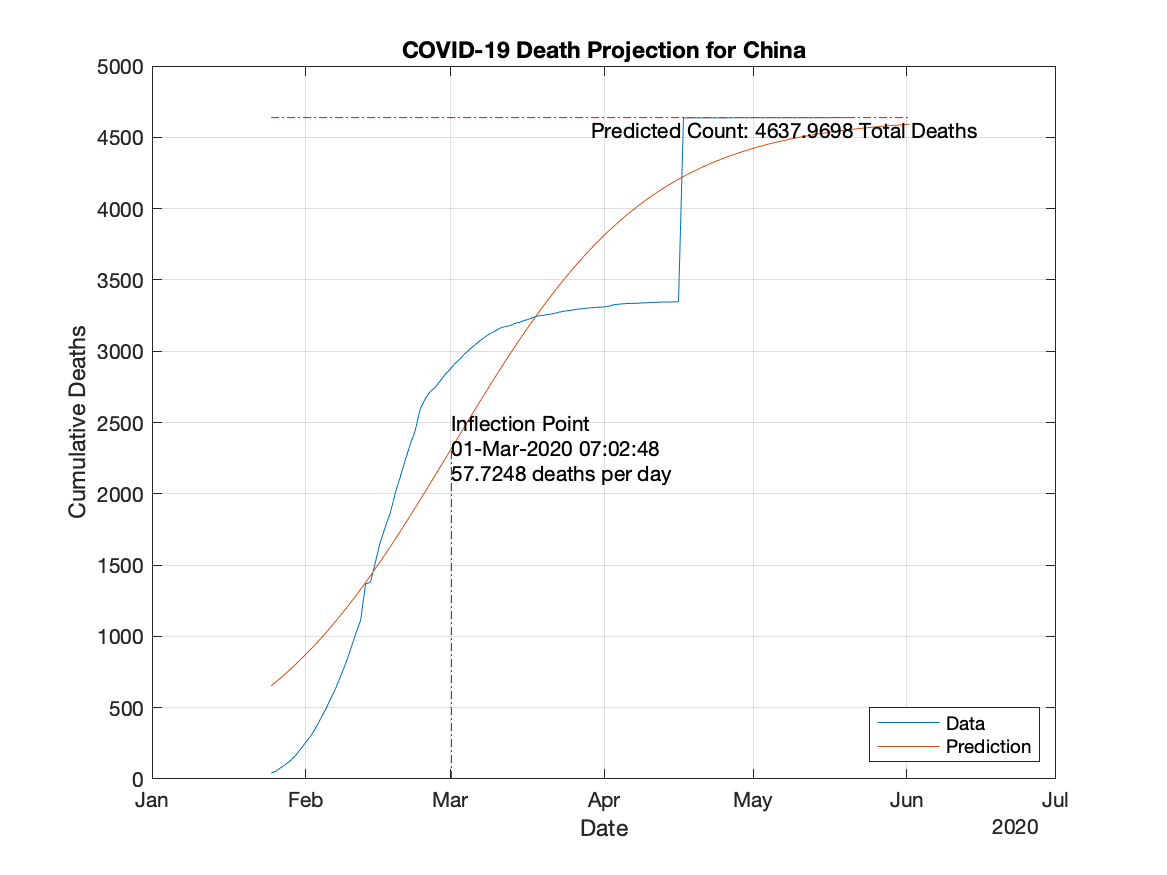 COVID-19 Death Projection for China
5000
4500
4000
3500
3000
2500
2000
1500
1000
500
0
Cumulative Deaths
Predicted Count: 4637.9698 Total Deaths
Inflection Point
01-Mar-2020 07:02:48
57.7248 deaths per day
Data
Prediction
Jan Feb Mar Apr May Jun Jul
Date
2020